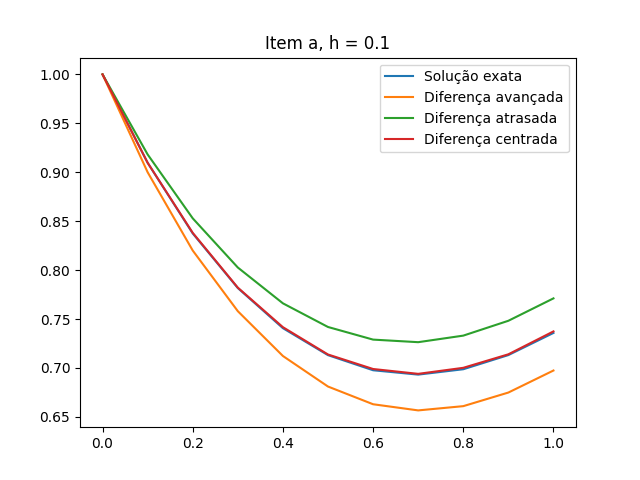 Item a, h = 0.1
Solução exata
Diferença avançada
Diferença atrasada
Diferença centrada
1.00
0.95
0.90
0.85
0.80
0.75
0.70
0.65
0.0 0.2 0.4 0.6 0.8 1.0